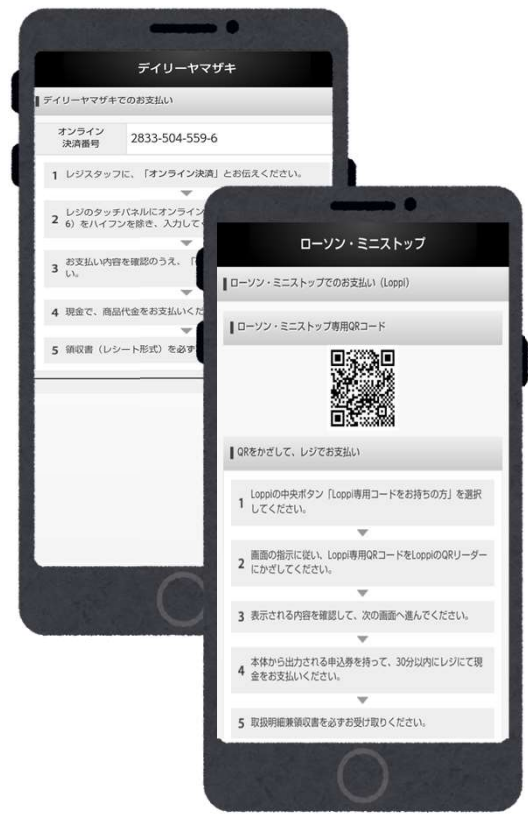 デイリーヤマザキ
デイリーヤマザキでのお支払い
オンライン
決済番号
2833-504-559-6
1 レジスタッフに、「オンライン決済」とお伝えください。
2 レジのタッチパネルにオンライン
6）をハイフンを除き、入力して
3 お支払い内容を確認のうえ、「
い。
4 現金で、商品代金をお支払いくだ
5 領収書（レシート形式）を必ず
ローソン・ミニストップ
ローソン・ミニストップでのお支払い（Loppi）
ローソン・ミニストップ専用QRコード
QRをかざして、レジでお支払い
1 Loppiの中央ボタン「Loppi専用コードをお持ちの方」を選択
してください。
2 画面の指示に従い、Loppi専用QRコードをLoppiのQRリーダー
にかざしてください。
3 表示される内容を確認して、次の画面へ進んでください。
4 本体から出力される申込券を持って、30分以内にレジにて現
金をお支払いください。
5 取扱明細兼領収書を必ずお受け取りください。